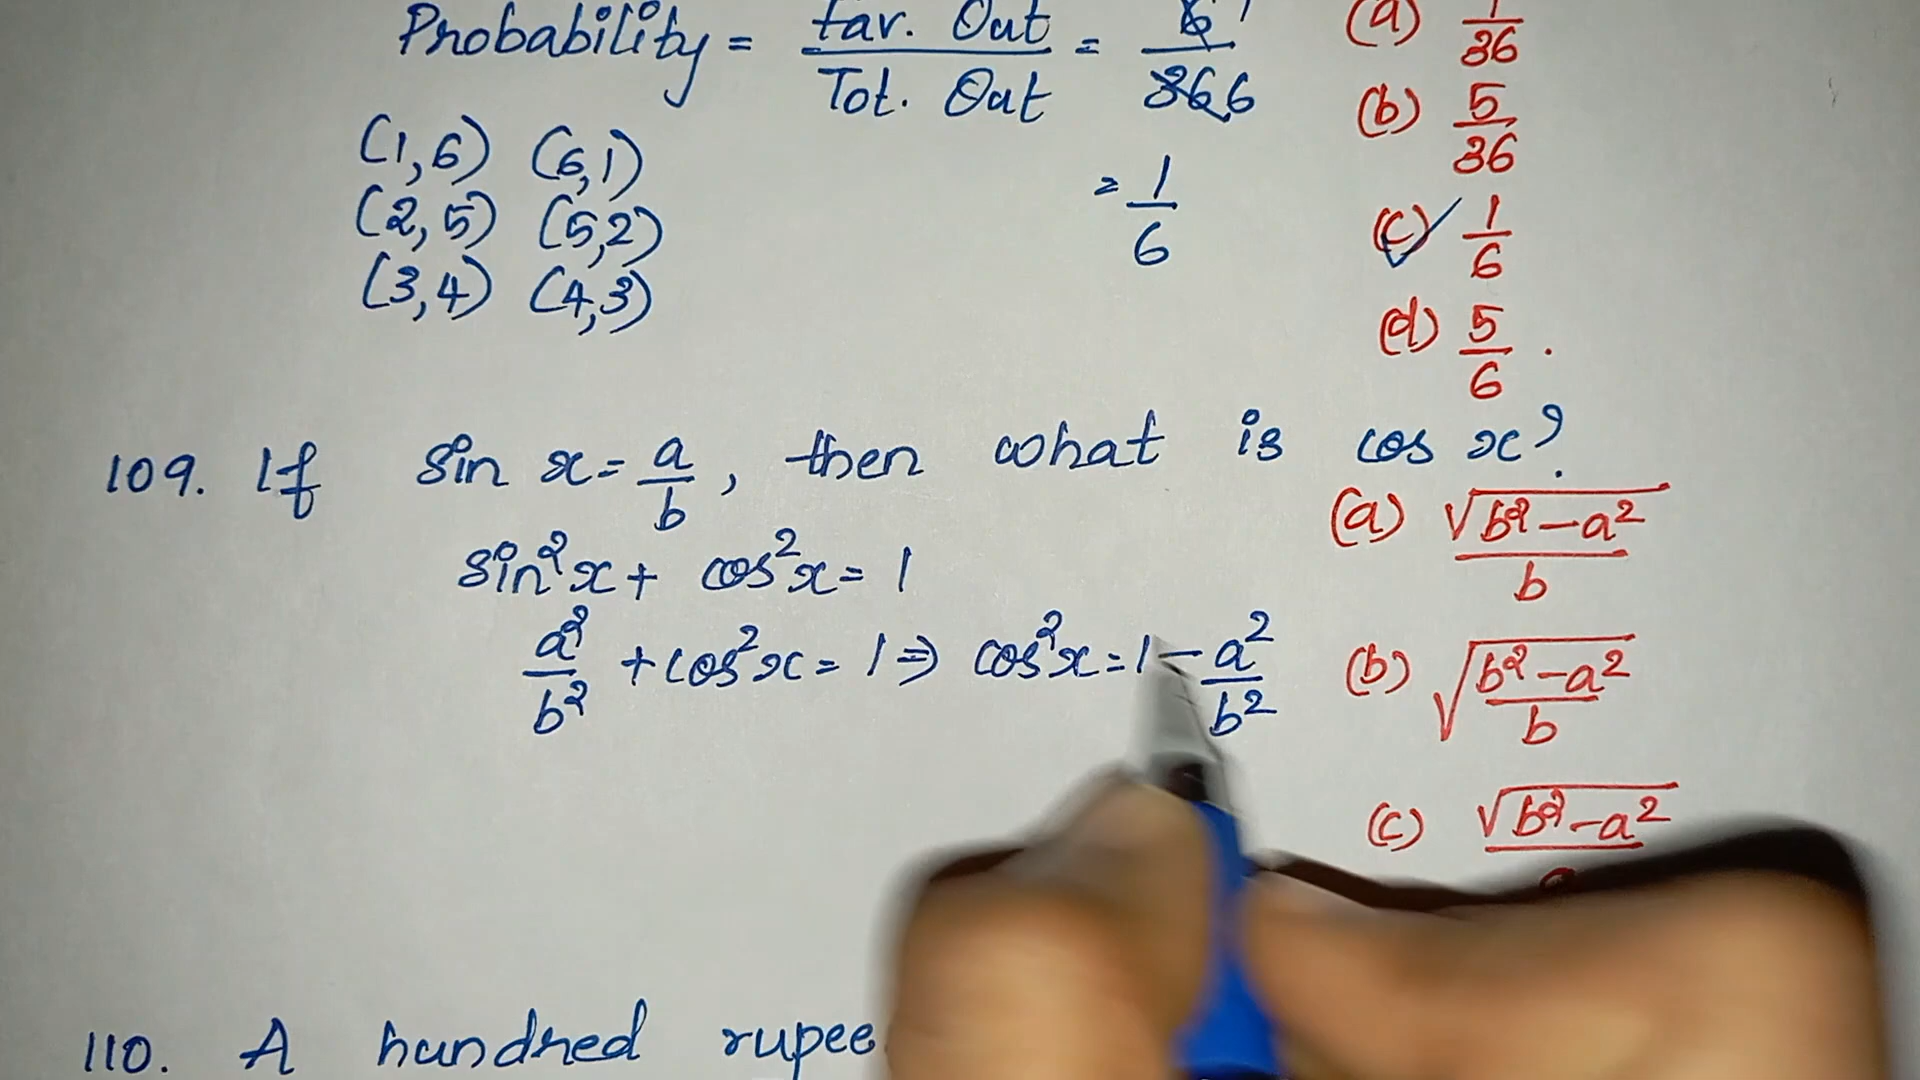 Probability = fav. Out / Tot. Out = 6 1 / 36 6
(a) 1/36
(b) 5/36
(1,6) (6,1)
(2,5) (5,2)
(3,4) (4,3)
= 1/6
(c) ✓ 1/6
(d) 5/6 .
109. If sin x = a/b , then what is cos x?
(a) √(b²-a²)/b
sin²x + cos²x = 1
a²/b² + cos²x = 1 ⇒ cos²x = 1 - a²/b²
(b) √((b²-a²)/b)
(c) √(b²-a²)
110. A hundred rupee